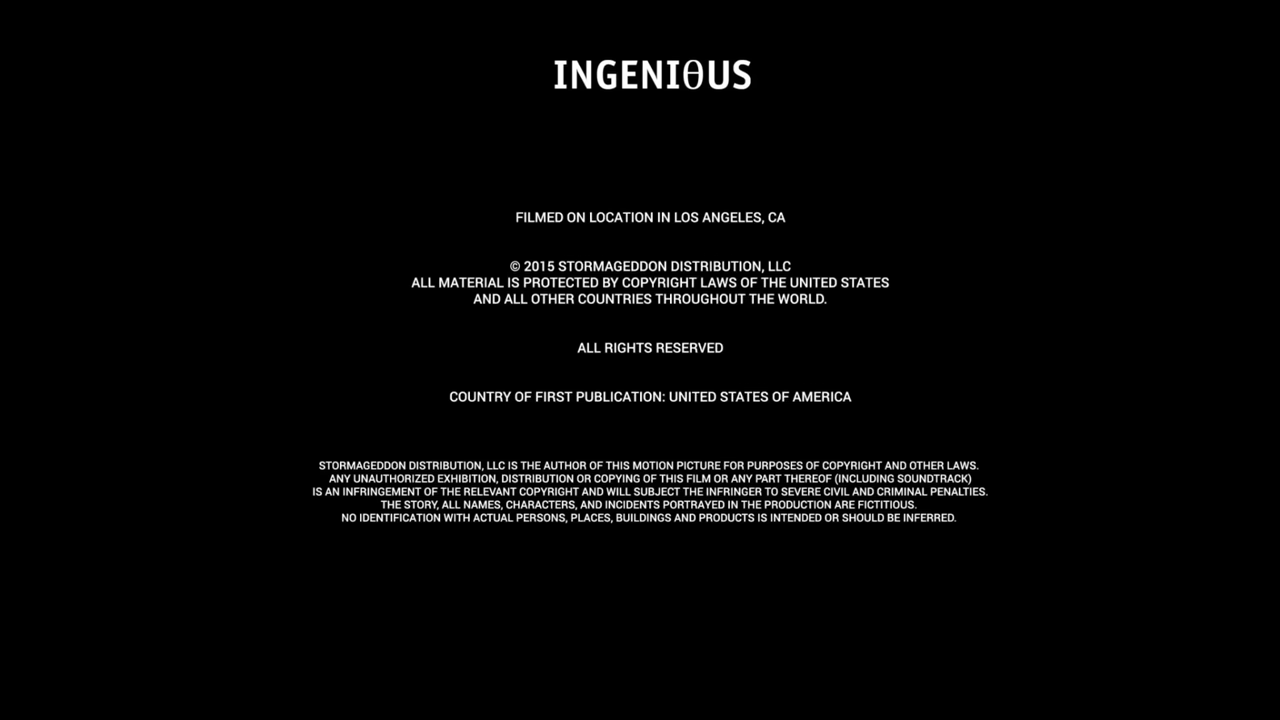 INGENIθUS
FILMED ON LOCATION IN LOS ANGELES, CA
© 2015 STORMAGEDDON DISTRIBUTION, LLC
ALL MATERIAL IS PROTECTED BY COPYRIGHT LAWS OF THE UNITED STATES
AND ALL OTHER COUNTRIES THROUGHOUT THE WORLD.
ALL RIGHTS RESERVED
COUNTRY OF FIRST PUBLICATION: UNITED STATES OF AMERICA
STORMAGEDDON DISTRIBUTION, LLC IS THE AUTHOR OF THIS MOTION PICTURE FOR PURPOSES OF COPYRIGHT AND OTHER LAWS.
ANY UNAUTHORIZED EXHIBITION, DISTRIBUTION OR COPYING OF THIS FILM OR ANY PART THEREOF (INCLUDING SOUNDTRACK)
IS AN INFRINGEMENT OF THE RELEVANT COPYRIGHT AND WILL SUBJECT THE INFRINGER TO SEVERE CIVIL AND CRIMINAL PENALTIES.
THE STORY, ALL NAMES, CHARACTERS, AND INCIDENTS PORTRAYED IN THE PRODUCTION ARE FICTITIOUS.
NO IDENTIFICATION WITH ACTUAL PERSONS, PLACES, BUILDINGS AND PRODUCTS IS INTENDED OR SHOULD BE INFERRED.